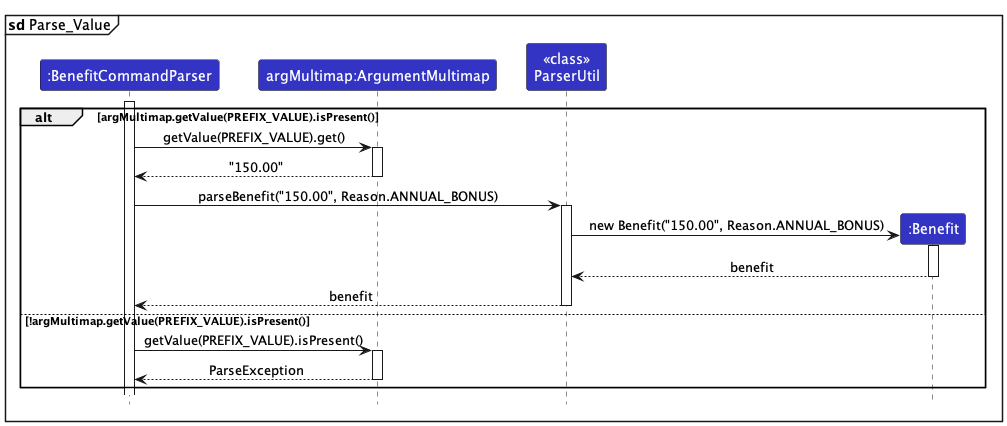 sd Parse_Value
:BenefitCommandParser
argMultimap:ArgumentMultimap
«class»
ParserUtil
alt
[argMultimap.getValue(PREFIX_VALUE).isPresent()]
getValue(PREFIX_VALUE).get()
"150.00"
parseBenefit("150.00", Reason.ANNUAL_BONUS)
new Benefit("150.00", Reason.ANNUAL_BONUS)
:Benefit
benefit
benefit
[!argMultimap.getValue(PREFIX_VALUE).isPresent()]
getValue(PREFIX_VALUE).isPresent()
ParseException